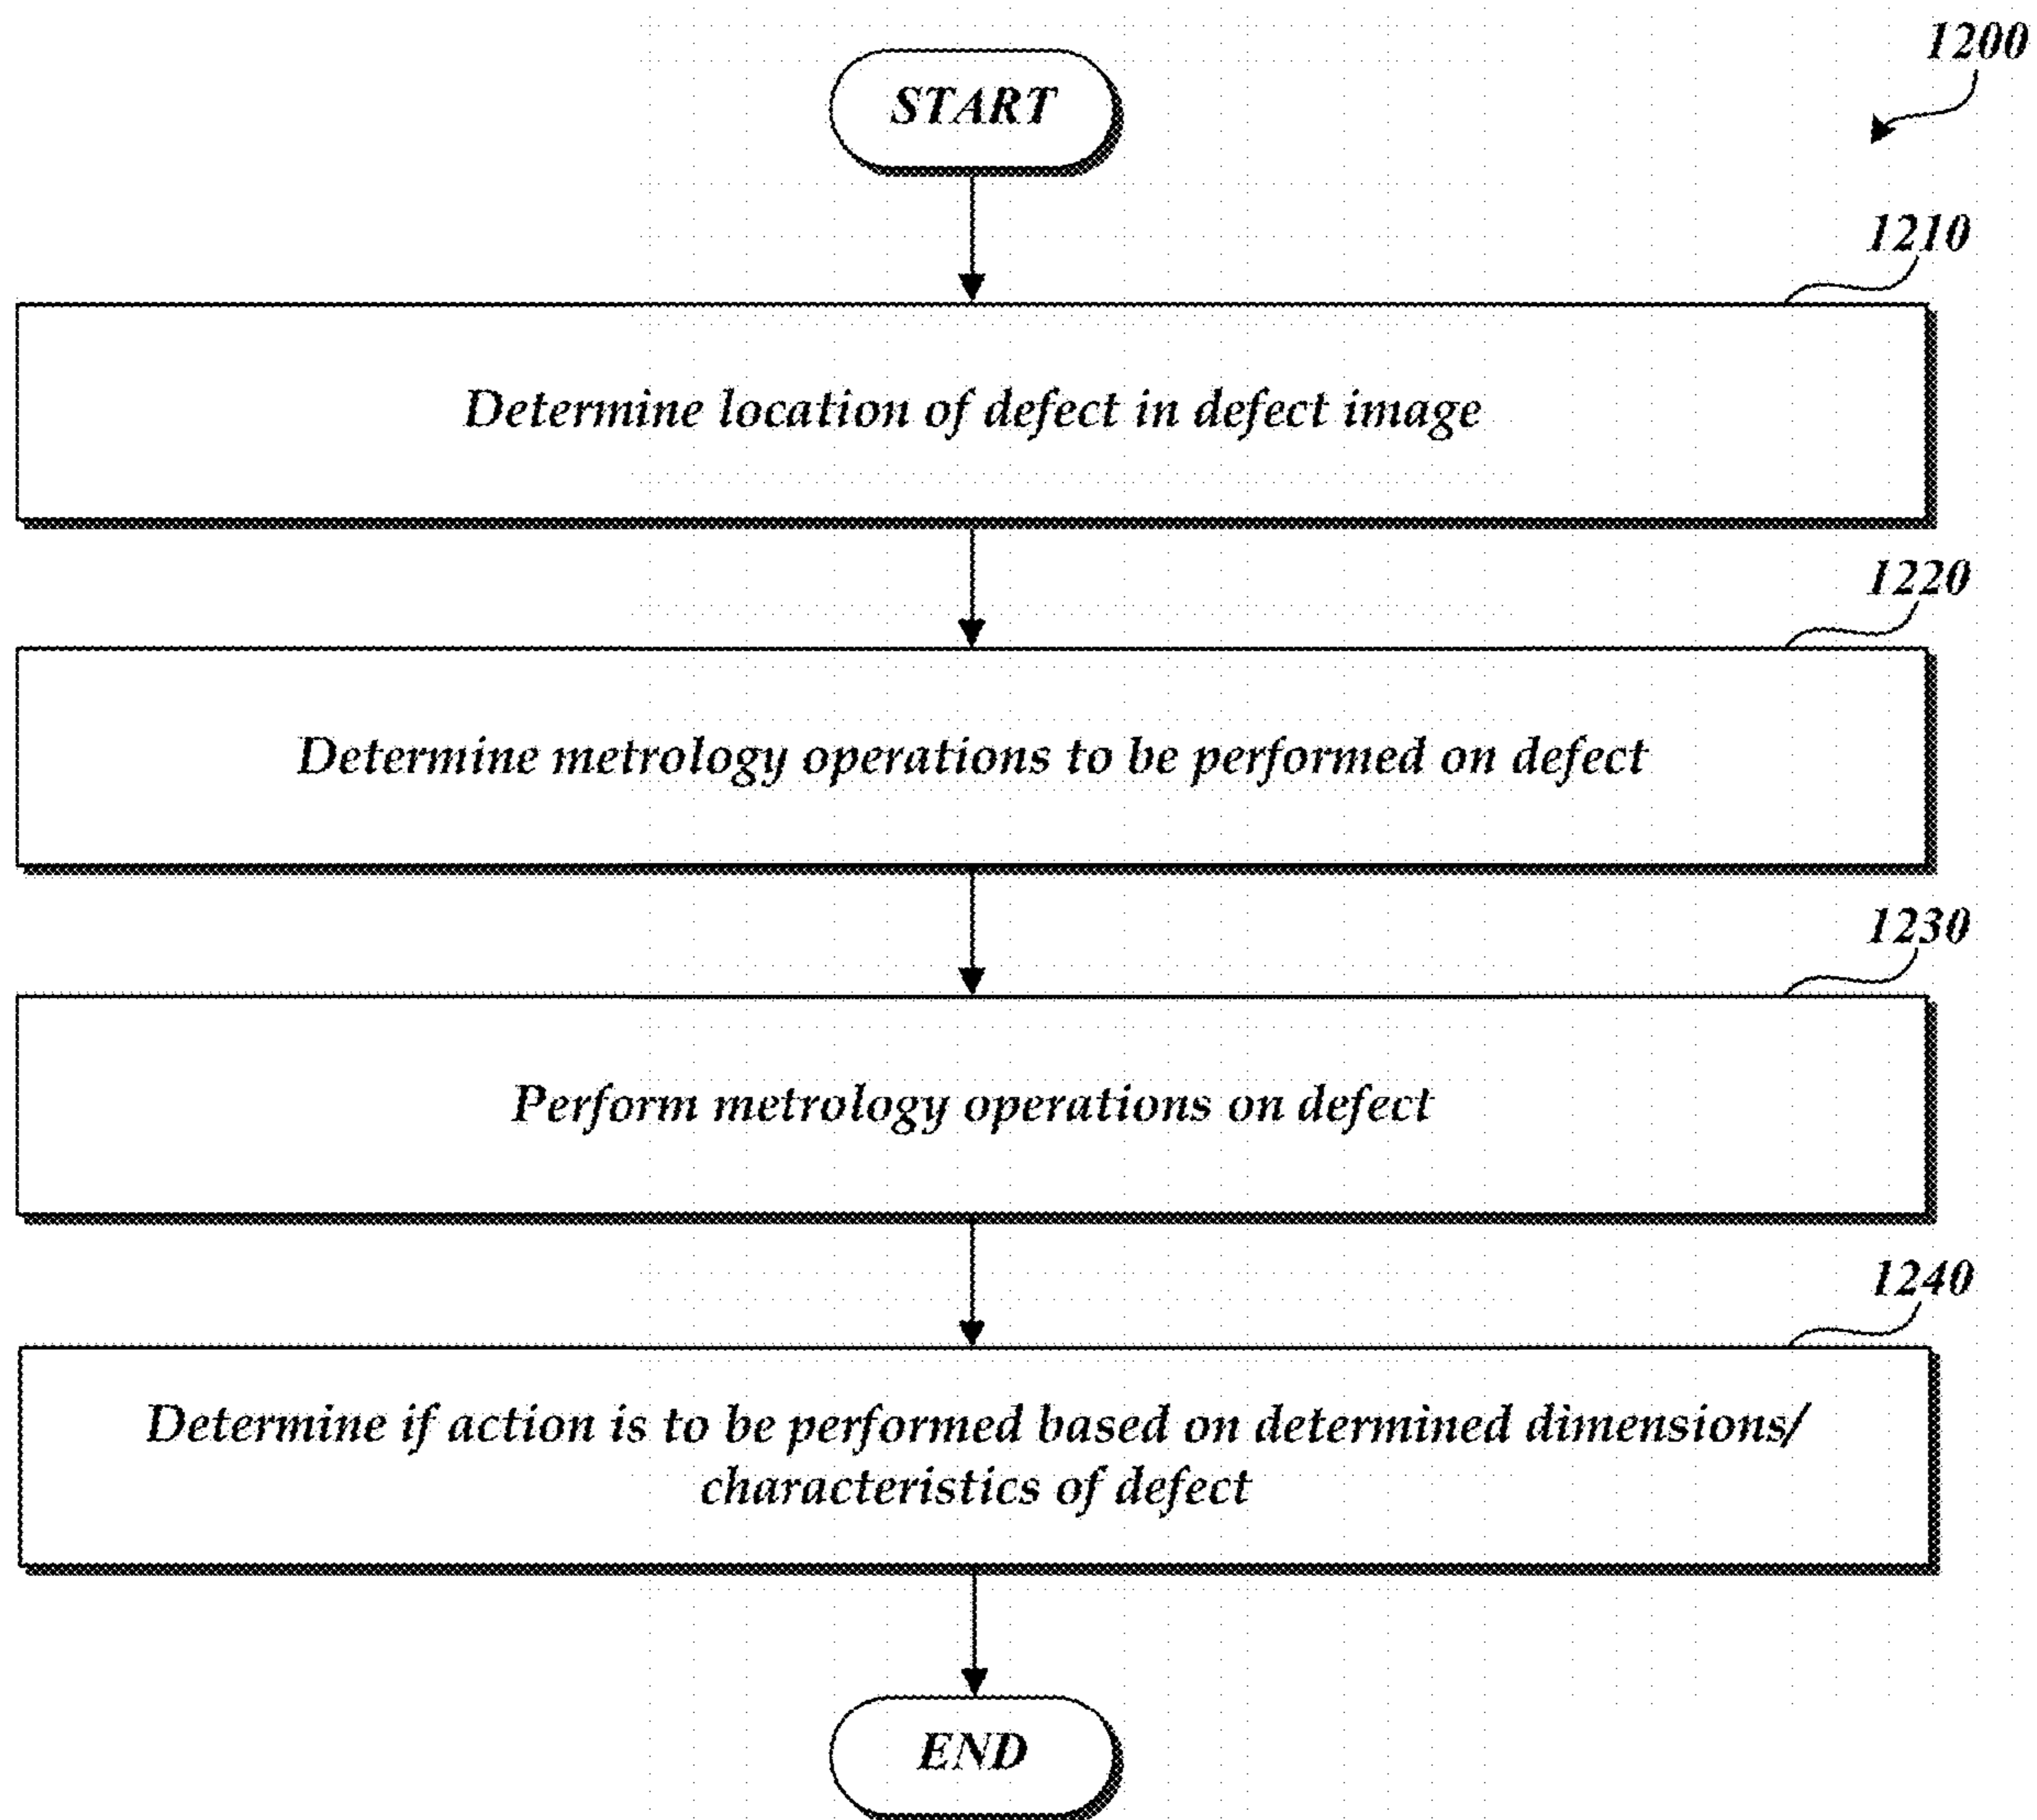 1200
START
1210
Determine location of defect in defect image
1220
Determine metrology operations to be performed on defect
1230
Perform metrology operations on defect
1240
Determine if action is to be performed based on determined dimensions/
characteristics of defect
END